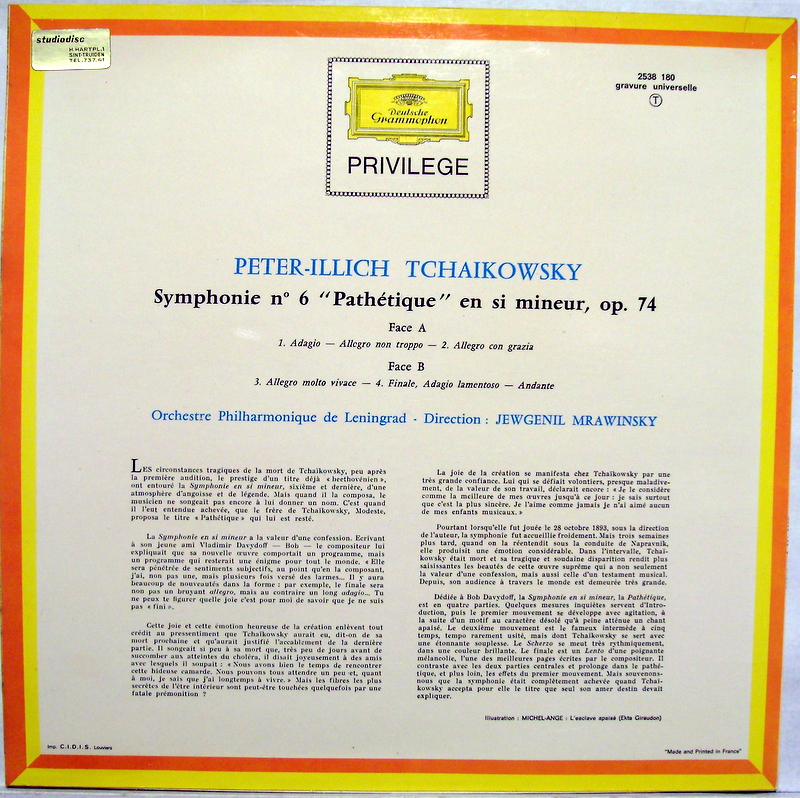 studiodisc
H. HARTPL.1
SINT-TRUIDEN
TEL. 737.61
Deutsche
Grammophon
PRIVILEGE
2538 180
gravure universelle
T
PETER-ILLICH TCHAIKOWSKY
Symphonie n° 6 “Pathétique” en si mineur, op. 74
Face A
1. Adagio — Allegro non troppo — 2. Allegro con grazia
Face B
3. Allegro molto vivace — 4. Finale, Adagio lamentoso — Andante
Orchestre Philharmonique de Leningrad - Direction : JEWGENIL MRAWINSKY
LES circonstances tragiques de la mort de Tchaïkowsky, peu après
la première audition, le prestige d'un titre déjà « beethovénien »,
ont entouré la Symphonie en si mineur, sixième et dernière, d'une
atmosphère d'angoisse et de légende. Mais quand il la composa, le
musicien ne songeait pas encore à lui donner un nom. C'est quand
il l'eut entendue achevée, que le frère de Tchaïkowsky, Modeste,
proposa le titre « Pathétique » qui lui est resté.
La Symphonie en si mineur a la valeur d'une confession. Ecrivant
à son jeune ami Vladimir Davydoff — Bob — le compositeur lui
expliquait que sa nouvelle œuvre comportait un programme, mais
un programme qui resterait une énigme pour tout le monde. « Elle
sera pénétrée de sentiments subjectifs, au point qu'en la composant,
j'ai, non pas une, mais plusieurs fois versé des larmes... Il y aura
beaucoup de nouveautés dans la forme : par exemple, le finale sera
non pas un bruyant allegro, mais au contraire un long adagio... Tu
ne peux te figurer quelle joie c'est pour moi de savoir que je ne suis
pas « fini ».
Cette joie et cette émotion heureuse de la création enlèvent tout
crédit au pressentiment que Tchaïkowsky aurait eu, dit-on, de sa
mort prochaine et qu'aurait justifié l'accablement de la dernière
partie. Il songeait si peu à sa mort que, très peu de jours avant de
succomber aux atteintes du choléra, il disait joyeusement à des amis
avec lesquels il soupait : « Nous avons bien le temps de rencontrer
cette hideuse camarde. Nous pouvons tous attendre un peu et, quant
à moi, je sais que j'ai longtemps à vivre. » Mais les fibres les plus
secrètes de l'être intérieur sont peut-être touchées quelquefois par une
fatale prémonition ?
La joie de la création se manifesta chez Tchaïkowsky par une
très grande confiance. Lui qui se défiait volontiers, presque maladive-
ment, de la valeur de son travail, déclarait encore : « Je le considère
comme la meilleure de mes œuvres jusqu'à ce jour : je sais surtout
que c'est la plus sincère. Je l'aime comme jamais je n'ai aimé aucun
de mes enfants musicaux. »
Pourtant lorsqu'elle fut jouée le 28 octobre 1893, sous la direction
de l'auteur, la symphonie fut accueillie froidement. Mais trois semaines
plus tard, quand on la réentendit sous la conduite de Napravnik,
elle produisit une émotion considérable. Dans l'intervalle, Tchaï-
kowsky était mort et sa tragique et soudaine disparition rendit plus
saisissantes les beautés de cette œuvre suprême qui a non seulement
la valeur d'une confession, mais aussi celle d'un testament musical.
Depuis, son audience à travers le monde est demeurée très grande.
Dédiée à Bob Davydoff, la Symphonie en si mineur, la Pathétique,
est en quatre parties. Quelques mesures inquiètes servent d'Intro-
duction, puis le premier mouvement se développe avec agitation, à
la suite d'un motif au caractère désolé qu'à peine atténue un chant
apaisé. Le deuxième mouvement est le fameux intermède à cinq
temps, tempo rarement usité, mais dont Tchaïkowsky se sert avec
une étonnante souplesse. Le Scherzo se meut très rythmiquement,
dans une couleur brillante. Le finale est un Lento d'une poignante
mélancolie, l'une des meilleures pages écrites par le compositeur. Il
contraste avec les deux parties centrales et prolonge dans le pathé-
tique, et plus loin, les effets du premier mouvement. Mais souvenons-
nous que la symphonie était complètement achevée quand Tchaï-
kowsky accepta pour elle le titre que seul son amer destin devait
expliquer.
Illustration : MICHEL-ANGE : L'esclave apaisé (Ekta Giraudon)
Imp. C.I.D.I.S. Louviers
"Made and Printed in France"